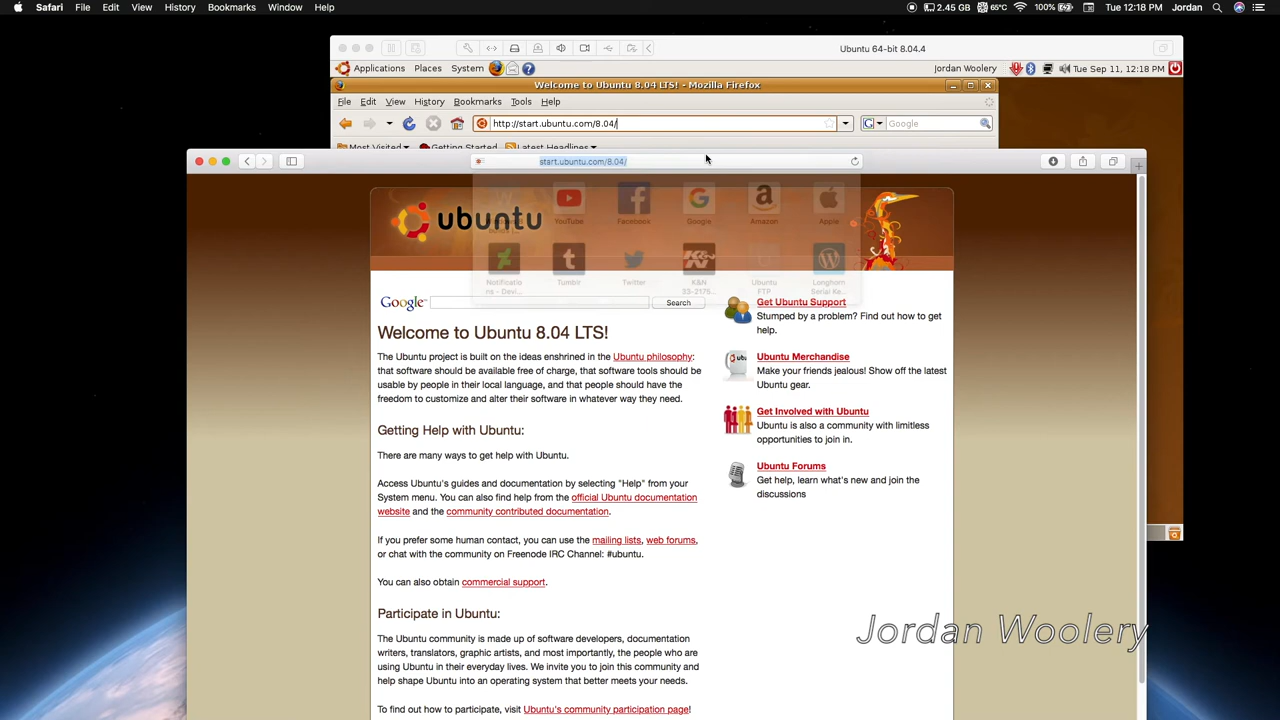 Safari File Edit View History Bookmarks Window Help 2.45 GB 65°C 100% Tue 12:18 PM Jordan
Ubuntu 64-bit 8.04.4
Applications Places System Jordan Woolery Tue Sep 11, 12:18 PM
Welcome to Ubuntu 8.04 LTS! - Mozilla Firefox
File Edit View History Bookmarks Tools Help
http://start.ubuntu.com/8.04/ G Google
Most Visited Getting Started Latest Headlines
start.ubuntu.com/8.04/
ubuntu
YouTube Facebook Google Amazon Apple
Tumblr Twitter K&N 33-2175... Ubuntu FTP Longhorn Serial Ke...
Google Search
Welcome to Ubuntu 8.04 LTS!
The Ubuntu project is built on the ideas enshrined in the Ubuntu philosophy:
that software should be available free of charge, that software tools should be
usable by people in their local language, and that people should have the
freedom to customize and alter their software in whatever way they need.
Getting Help with Ubuntu:
There are many ways to get help with Ubuntu.
Access Ubuntu's guides and documentation by selecting "Help" from your
System menu. You can also find help from the official Ubuntu documentation
website and the community contributed documentation.
If you prefer some human contact, you can use the mailing lists, web forums,
or chat with the community on Freenode IRC Channel: #ubuntu.
You can also obtain commercial support.
Participate in Ubuntu:
The Ubuntu community is made up of software developers, documentation
writers, translators, graphic artists, and most importantly, the people who are
using Ubuntu in their everyday lives. We invite you to join this community and
help shape Ubuntu into an operating system that better meets your needs.
To find out how to participate, visit Ubuntu's community participation page!
Get Ubuntu Support
Stumped by a problem? Find out how to get
help.
Ubuntu Merchandise
Make your friends jealous! Show off the latest
Ubuntu gear.
Get Involved with Ubuntu
Ubuntu is also a community with limitless
opportunities to join in.
Ubuntu Forums
Get help, learn what's new and join the
discussions
Jordan Woolery